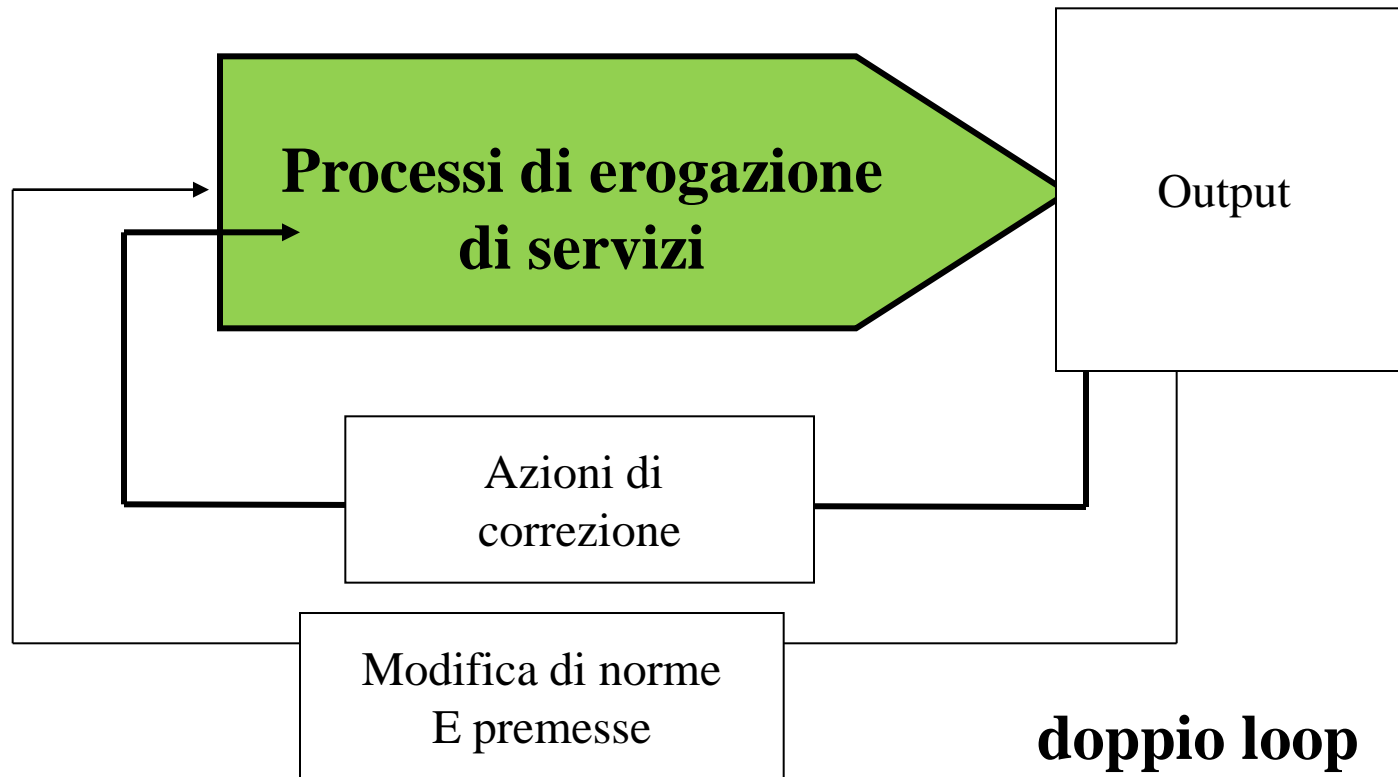 Processi di erogazione
di servizi
Output
Azioni di
correzione
Modifica di norme
E premesse
doppio loop